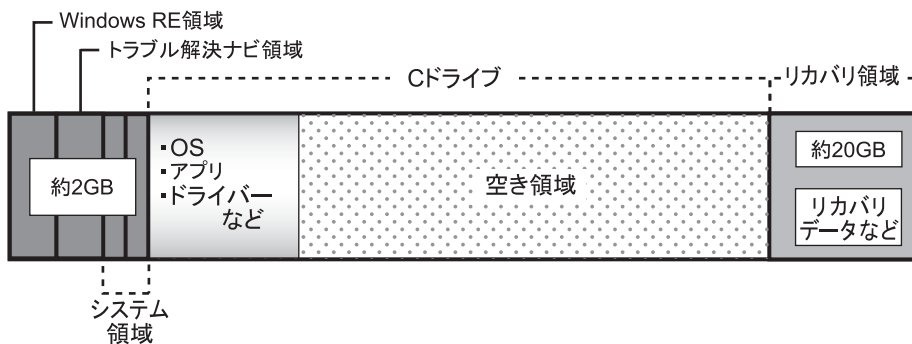 Windows RE領域
トラブル解決ナビ領域
Cドライブ
リカバリ領域
約2GB
▪OS
▪アプリ
▪ドライバー
など
空き領域
約20GB
リカバリ
データなど
システム
領域